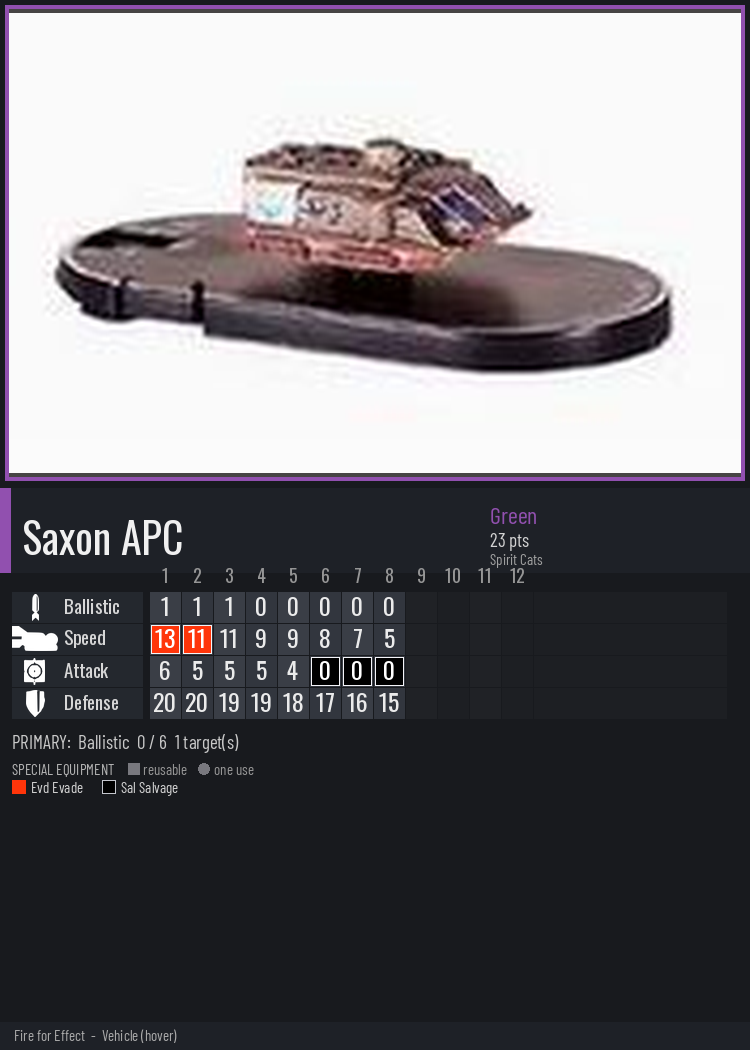 Saxon APC
Green
23 pts
Spirit Cats
1 2 3 4 5 6 7 8 9 10 11 12
Ballistic 1 1 1 0 0 0 0 0
Speed 13 11 11 9 9 8 7 5
Attack 6 5 5 5 4 0 0 0
Defense 20 20 19 19 18 17 16 15
PRIMARY: Ballistic 0 / 6 1 target(s)
SPECIAL EQUIPMENT reusable one use
Evd Evade Sal Salvage
Fire for Effect - Vehicle (hover)